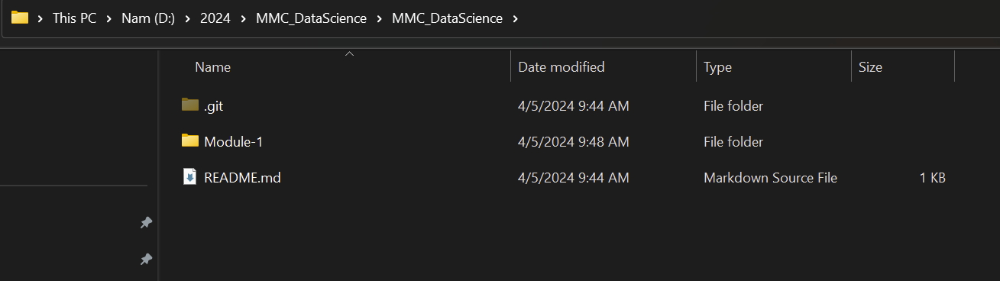 This PC > Nam (D:) > 2024 > MMC_DataScience > MMC_DataScience >
Name Date modified Type Size
.git 4/5/2024 9:44 AM File folder
Module-1 4/5/2024 9:48 AM File folder
README.md 4/5/2024 9:44 AM Markdown Source File 1 KB